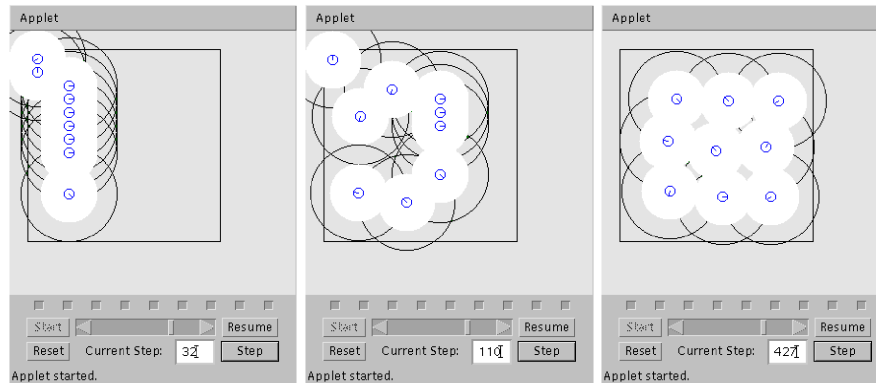 Applet
Start Resume
Reset Current Step: 32 Step
Applet started.
Applet
Start Resume
Reset Current Step: 110 Step
Applet started.
Applet
Start Resume
Reset Current Step: 427 Step
Applet started.